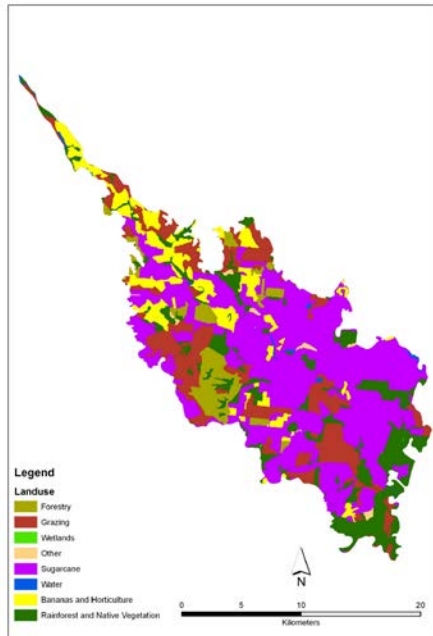 Legend
Landuse
Forestry
Grazing
Wetlands
Other
Sugarcane
Water
Bananas and Horticulture
Rainforest and Native Vegetation
N
0 5 10 20
Kilometers